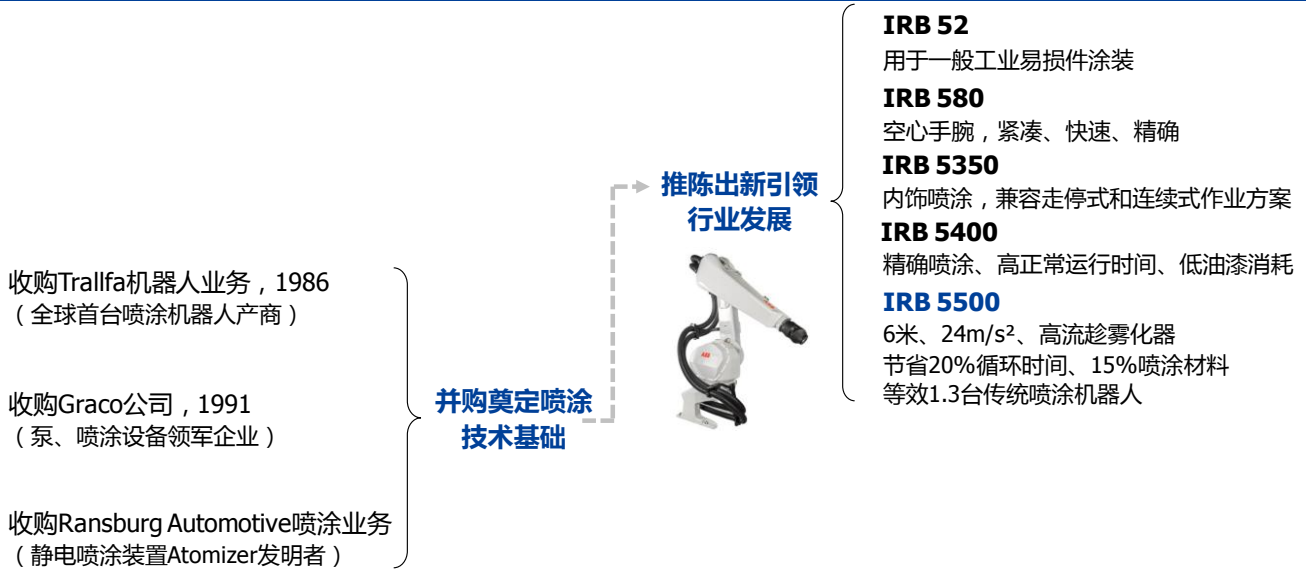 收购Trallfa机器人业务，1986
（全球首台喷涂机器人产商）
收购Graco公司，1991
（泵、喷涂设备领军企业）
收购Ransburg Automotive喷涂业务
（静电喷涂装置Atomizer发明者）
并购奠定喷涂
技术基础
推陈出新引领
行业发展
ABB
IRB 52
用于一般工业易损件涂装
IRB 580
空心手腕，紧凑、快速、精确
IRB 5350
内饰喷涂，兼容走停式和连续式作业方案
IRB 5400
精确喷涂、高正常运行时间、低油漆消耗
IRB 5500
6米、24m/s²、高流趁雾化器
节省20%循环时间、15%喷涂材料
等效1.3台传统喷涂机器人